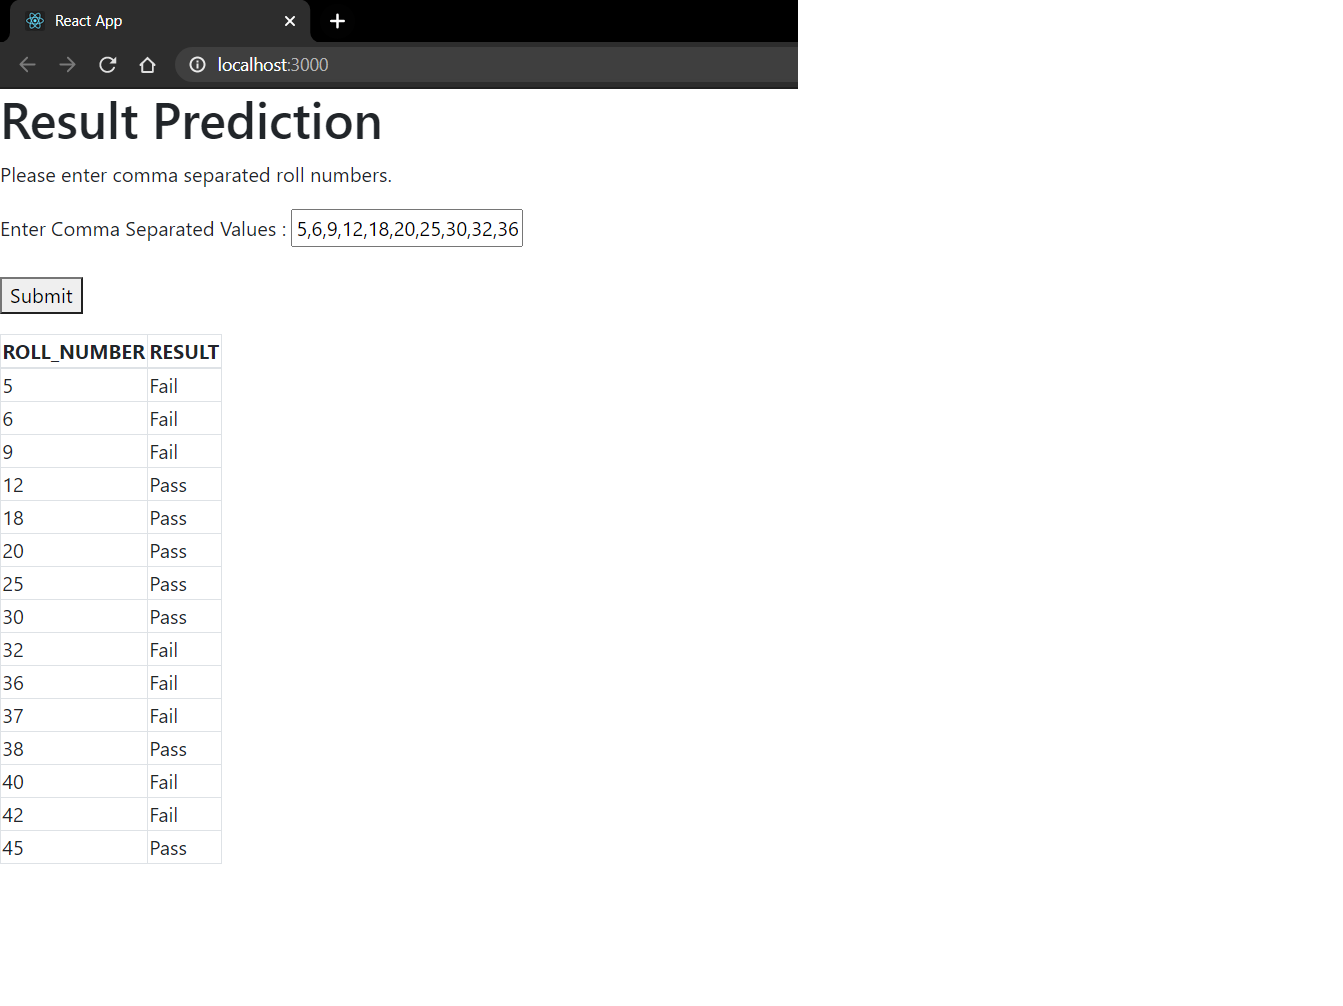 React App
localhost:3000
Result Prediction
Please enter comma separated roll numbers.
Enter Comma Separated Values : 5,6,9,12,18,20,25,30,32,36
Submit
ROLL_NUMBER RESULT
5 Fail
6 Fail
9 Fail
12 Pass
18 Pass
20 Pass
25 Pass
30 Pass
32 Fail
36 Fail
37 Fail
38 Pass
40 Fail
42 Fail
45 Pass